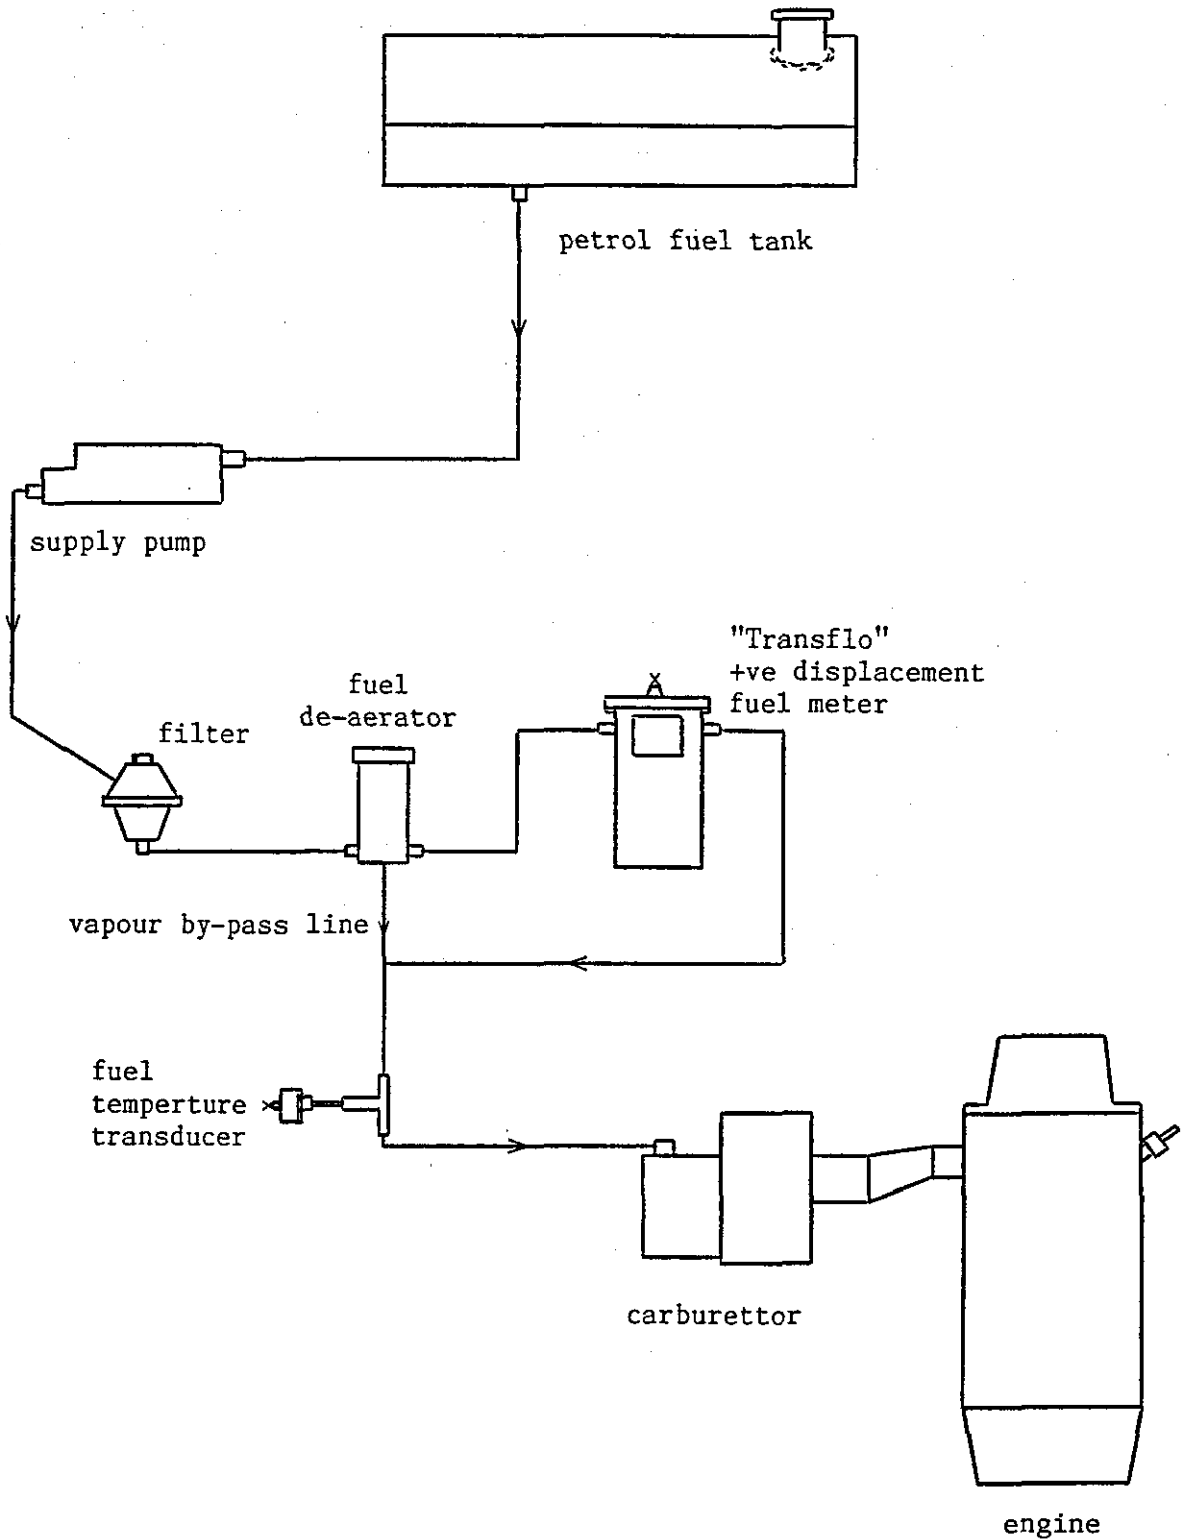 petrol fuel tank
supply pump
"Transflo"
+ve displacement
fuel meter
fuel
de-aerator
filter
vapour by-pass line
fuel
temperture
transducer
carburettor
engine